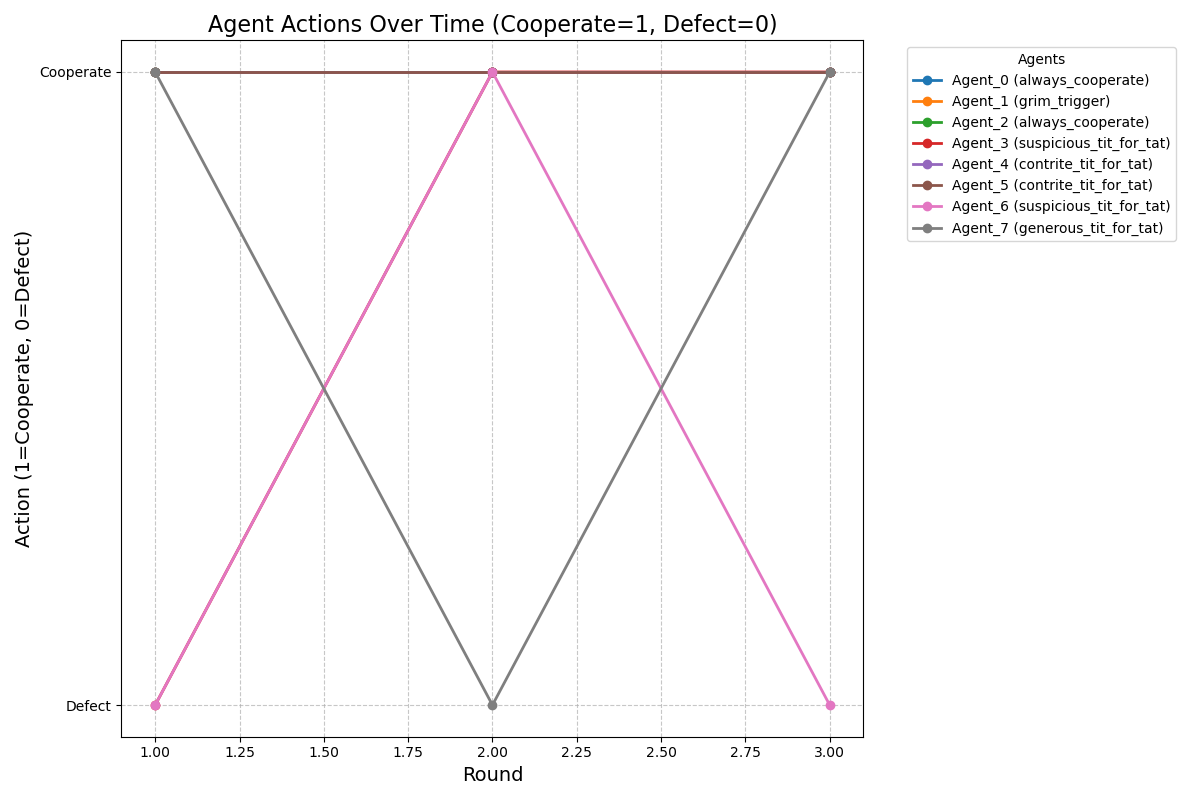 Agent Actions Over Time (Cooperate=1, Defect=0)
Action (1=Cooperate, 0=Defect)
Cooperate
Defect
1.00 1.25 1.50 1.75 2.00 2.25 2.50 2.75 3.00
Round
Agents
Agent_0 (always_cooperate)
Agent_1 (grim_trigger)
Agent_2 (always_cooperate)
Agent_3 (suspicious_tit_for_tat)
Agent_4 (contrite_tit_for_tat)
Agent_5 (contrite_tit_for_tat)
Agent_6 (suspicious_tit_for_tat)
Agent_7 (generous_tit_for_tat)